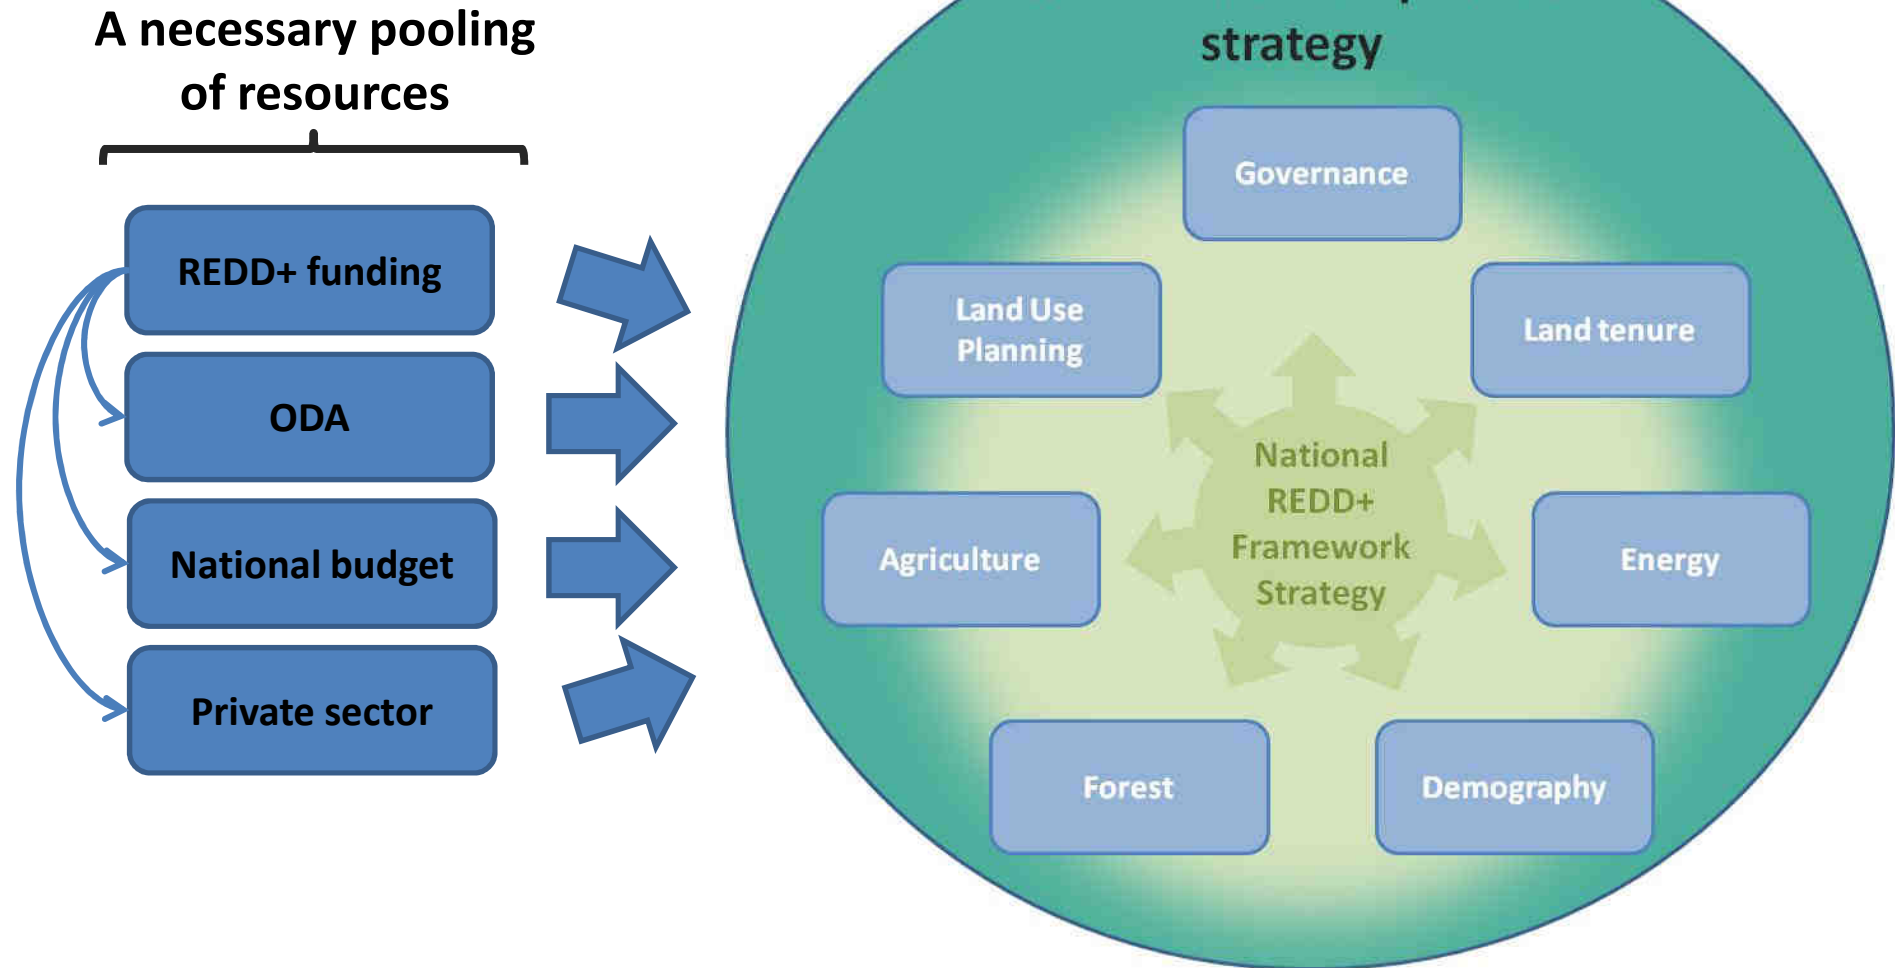 A necessary pooling
of resources
REDD+ funding
ODA
National budget
Private sector
strategy
Governance
Land Use
Planning
Land tenure
National
REDD+
Framework
Strategy
Agriculture
Energy
Forest
Demography